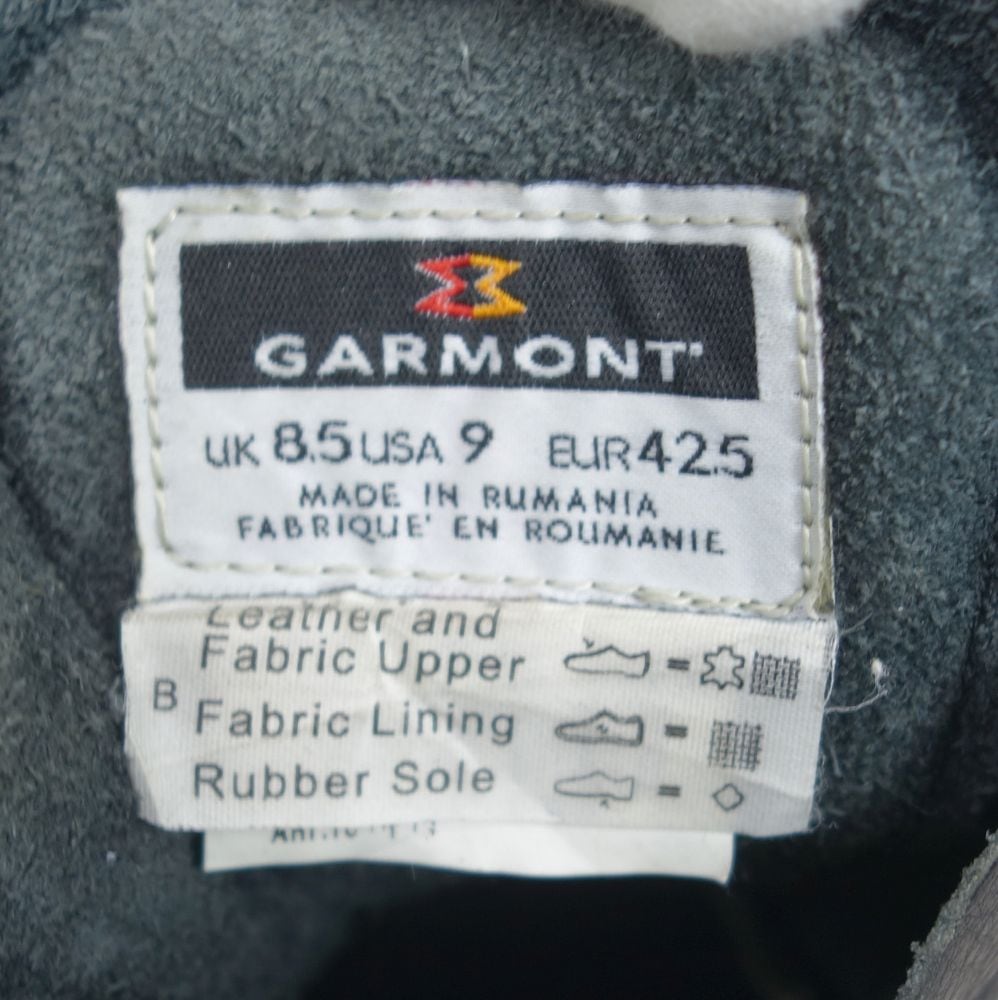 GARMONT
UK 8.5 USA 9 EUR 42.5
MADE IN RUMANIA
FABRIQUE' EN ROUMANIE
Leather and
Fabric Upper
B
Fabric Lining
Rubber Sole